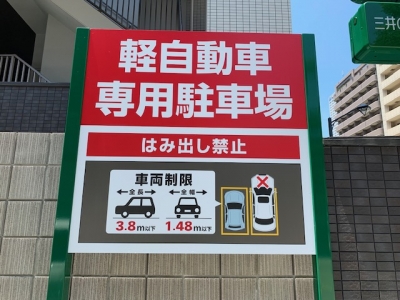 三井の
軽自動車
専用駐車場
はみ出し禁止
車両制限
全長 全幅
3.8m以下 1.48m以下